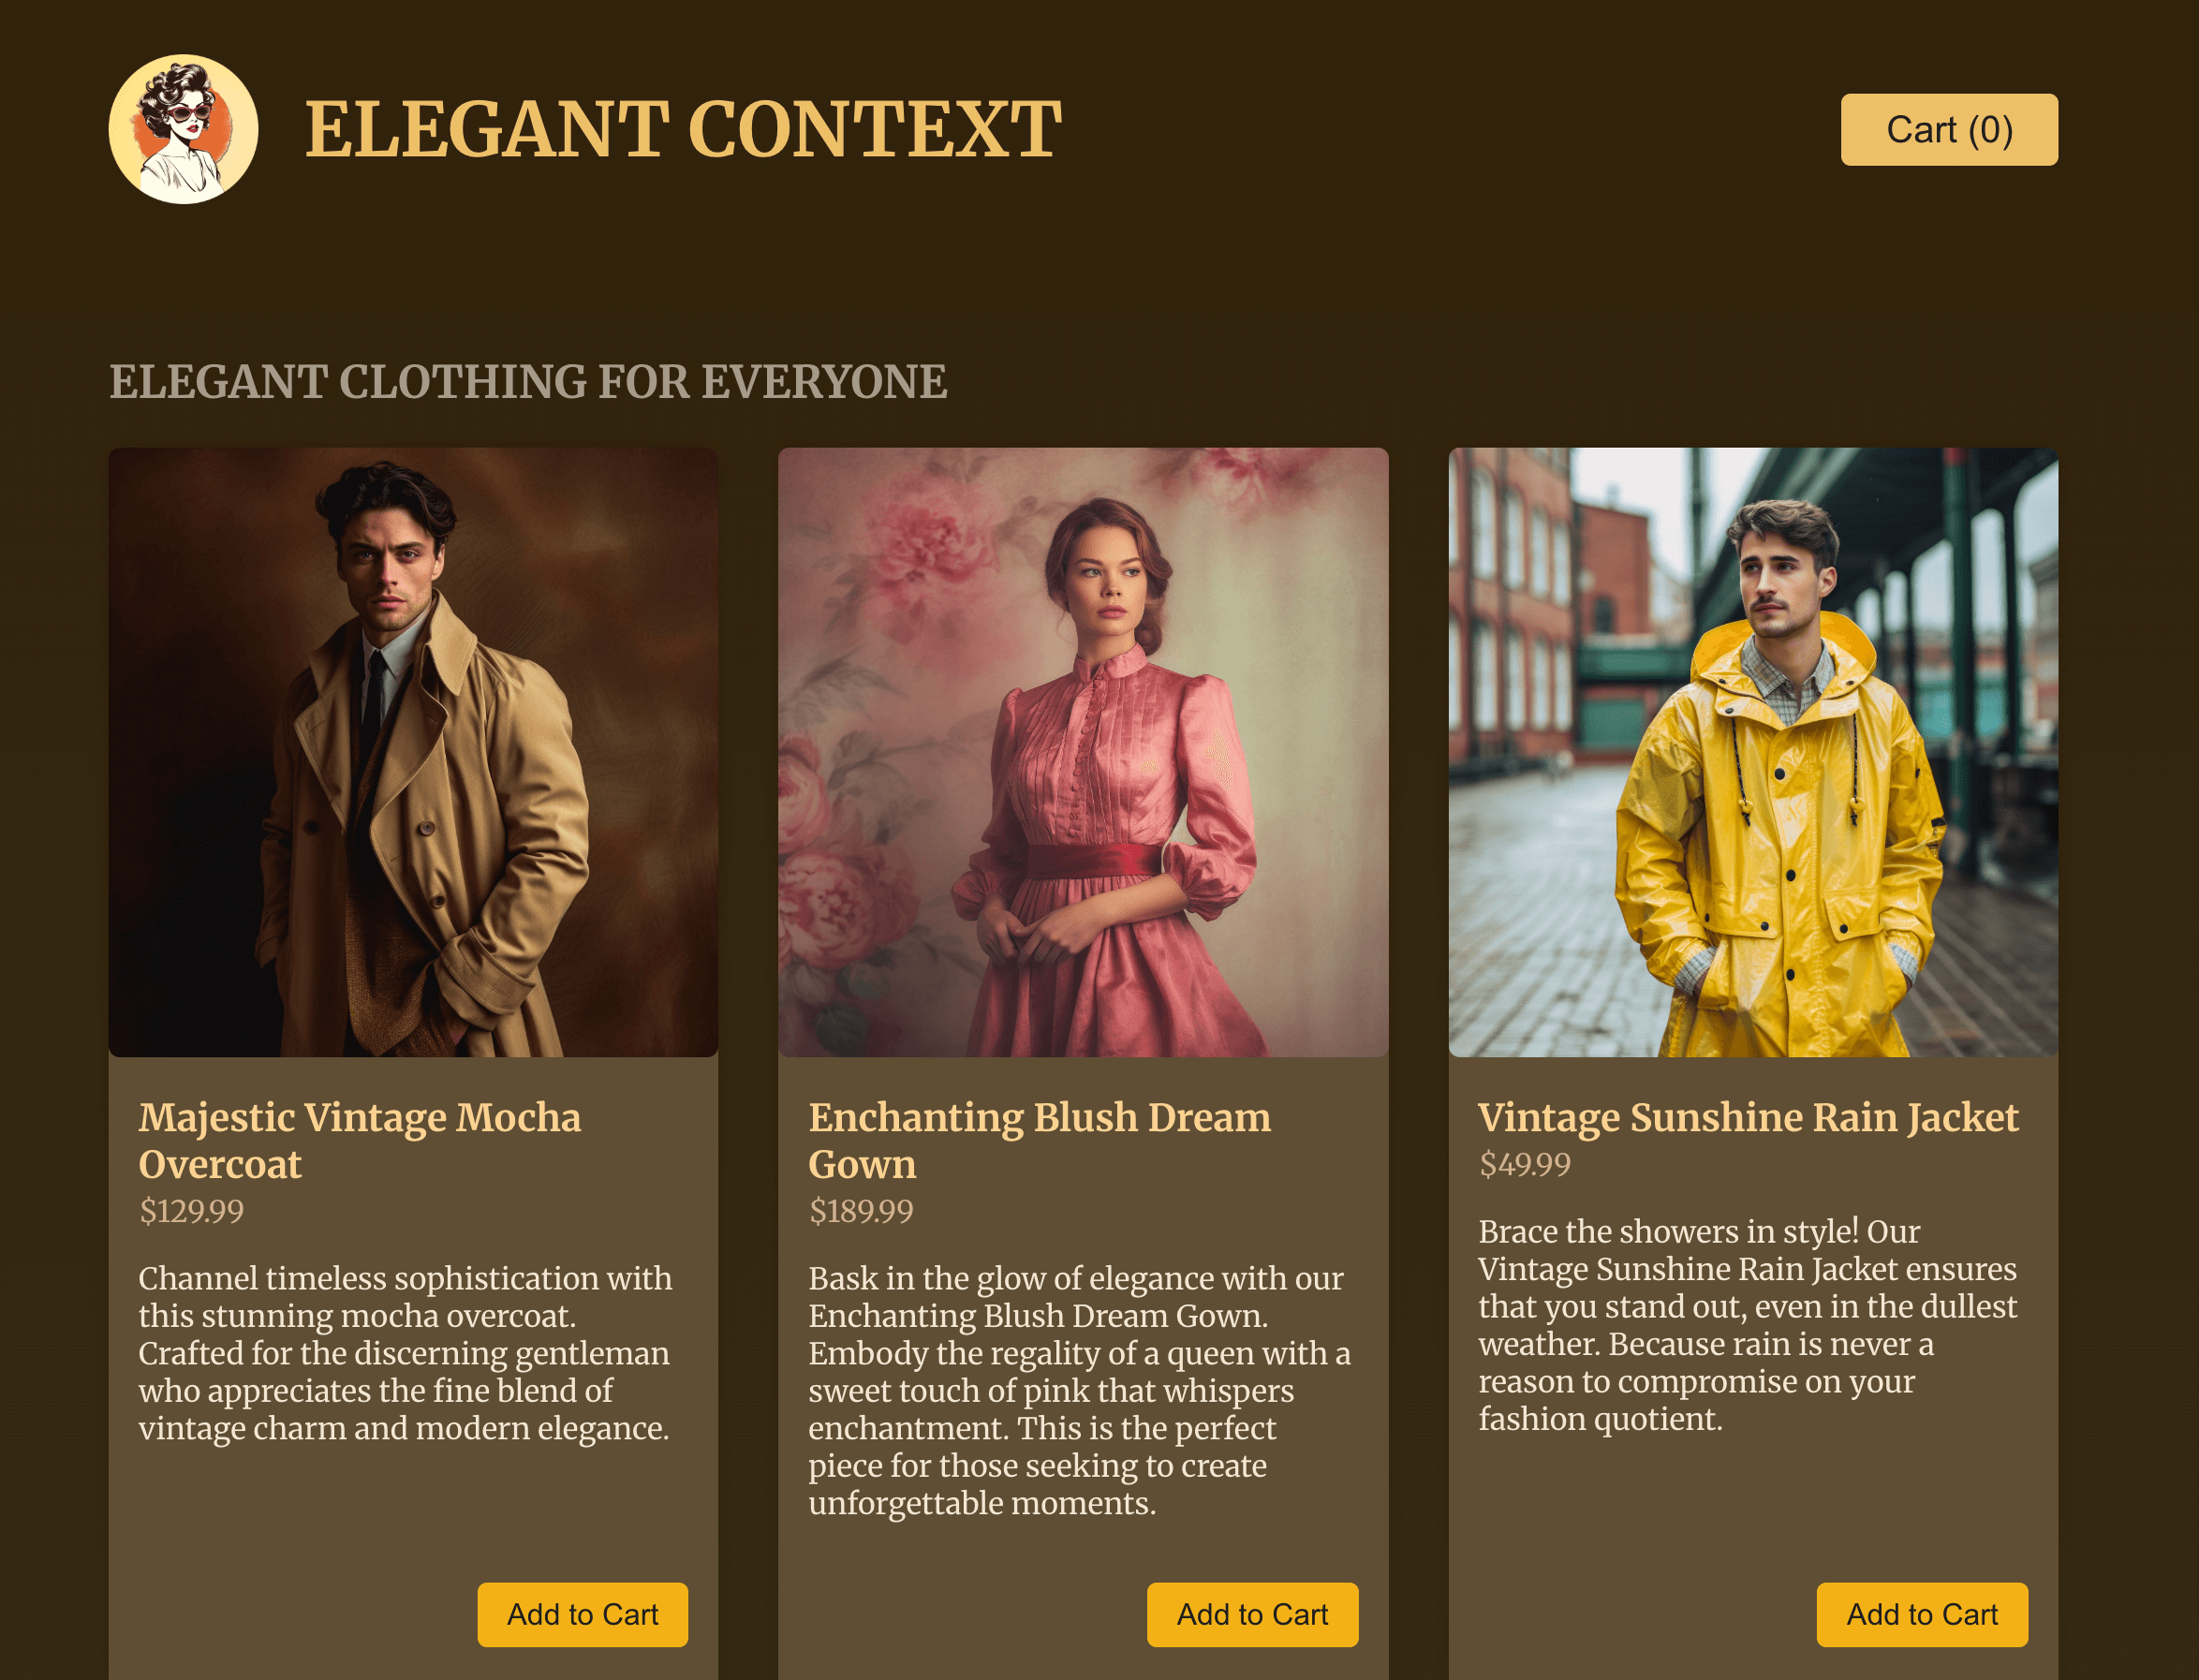 ELEGANT CONTEXT
Cart (0)
ELEGANT CLOTHING FOR EVERYONE
Majestic Vintage Mocha
Overcoat
$129.99
Channel timeless sophistication with
this stunning mocha overcoat.
Crafted for the discerning gentleman
who appreciates the fine blend of
vintage charm and modern elegance.
Add to Cart
Enchanting Blush Dream
Gown
$189.99
Bask in the glow of elegance with our
Enchanting Blush Dream Gown.
Embody the regality of a queen with a
sweet touch of pink that whispers
enchantment. This is the perfect
piece for those seeking to create
unforgettable moments.
Add to Cart
Vintage Sunshine Rain Jacket
$49.99
Brace the showers in style! Our
Vintage Sunshine Rain Jacket ensures
that you stand out, even in the dullest
weather. Because rain is never a
reason to compromise on your
fashion quotient.
Add to Cart